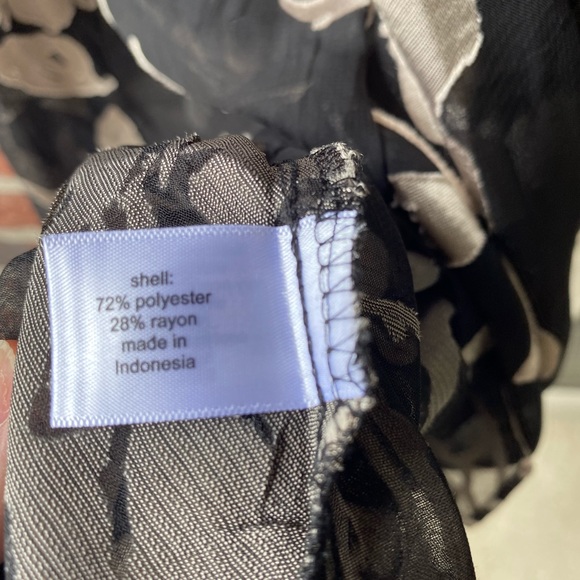 shell:
72% polyester
28% rayon
made in
Indonesia